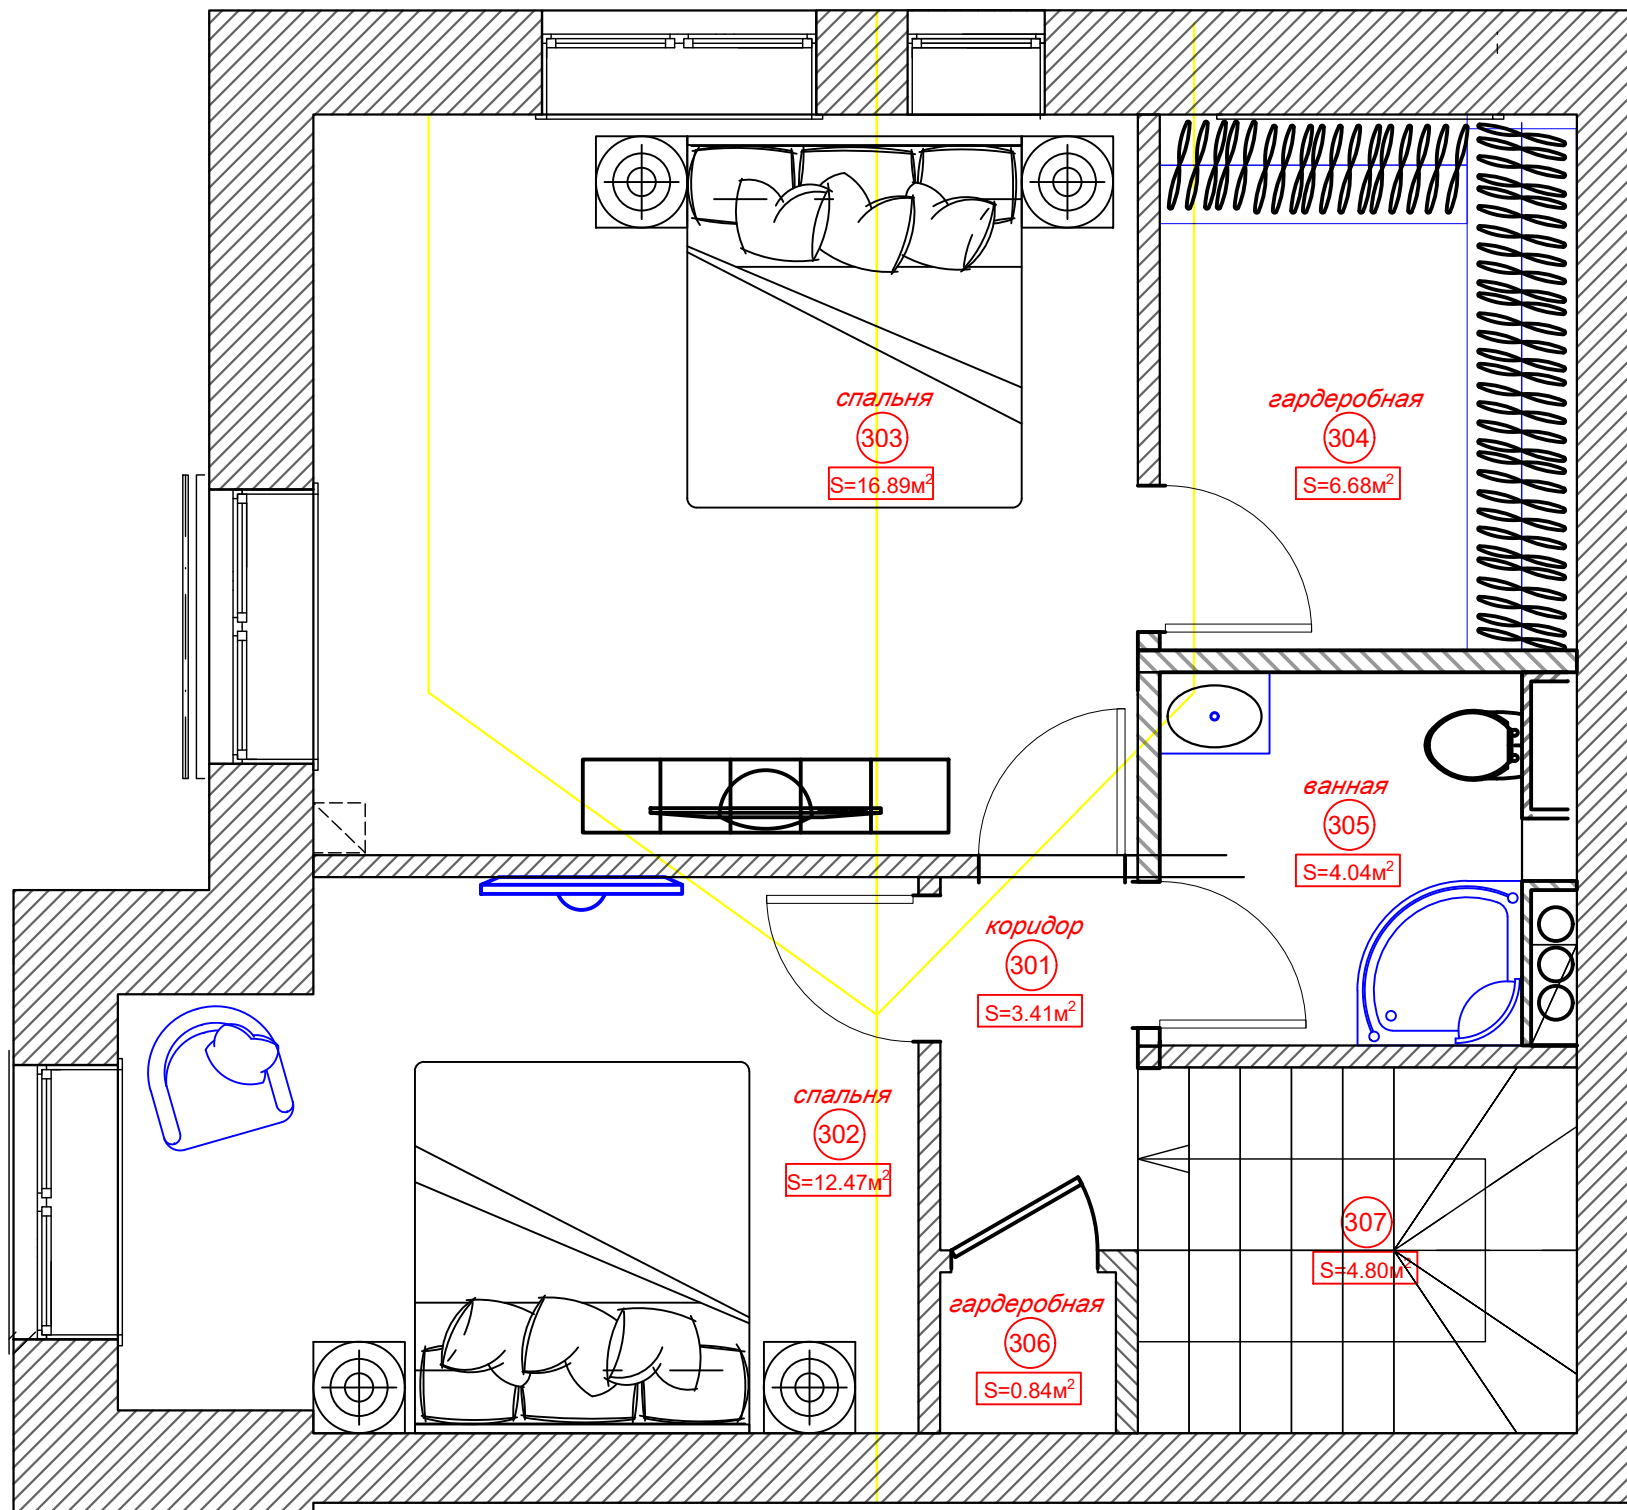 спальня
303
S=16.89м²
гардеробная
304
S=6.68м²
ванная
305
S=4.04м²
коридор
301
S=3.41м²
спальня
302
S=12.47м²
307
S=4.80м²
гардеробная
306
S=0.84м²